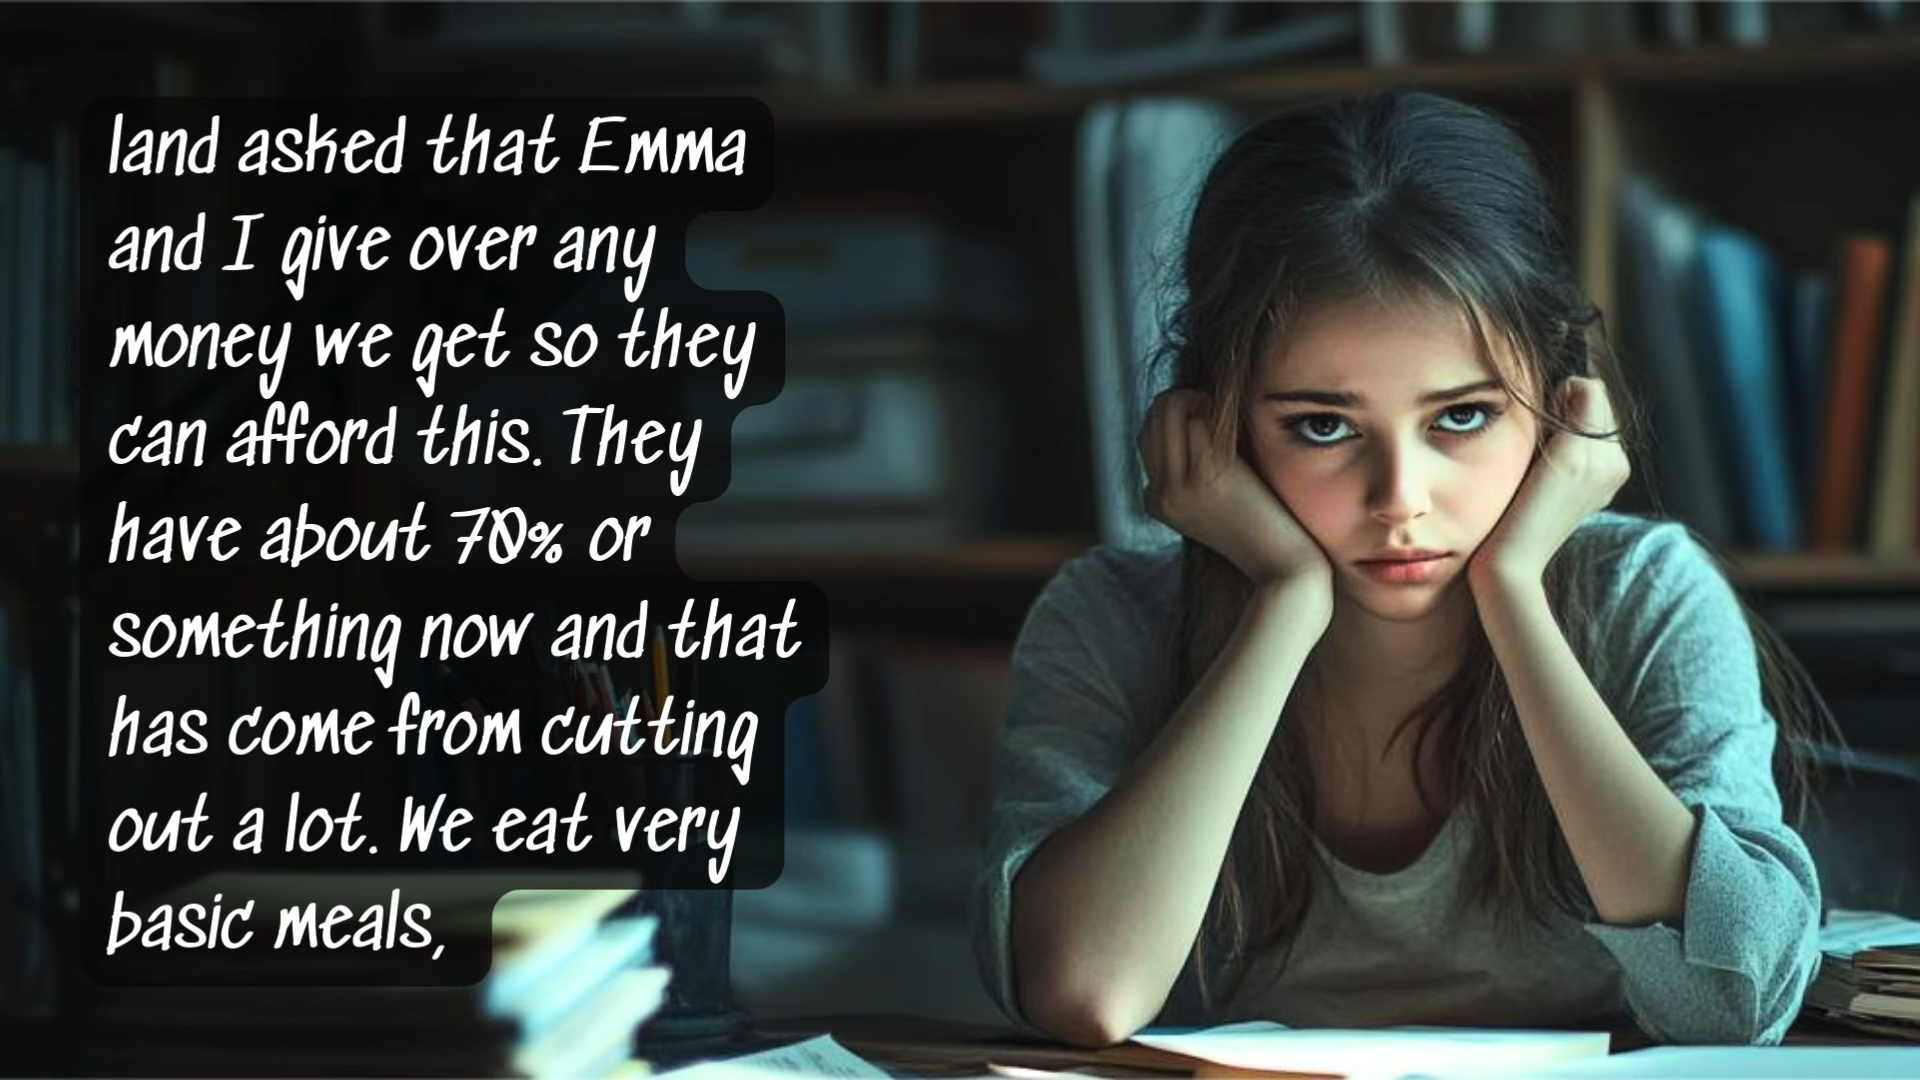 land asked that Emma
and I give over any
money we get so they
can afford this. They
have about 70% or
something now and that
has come from cutting
out a lot. We eat very
basic meals,